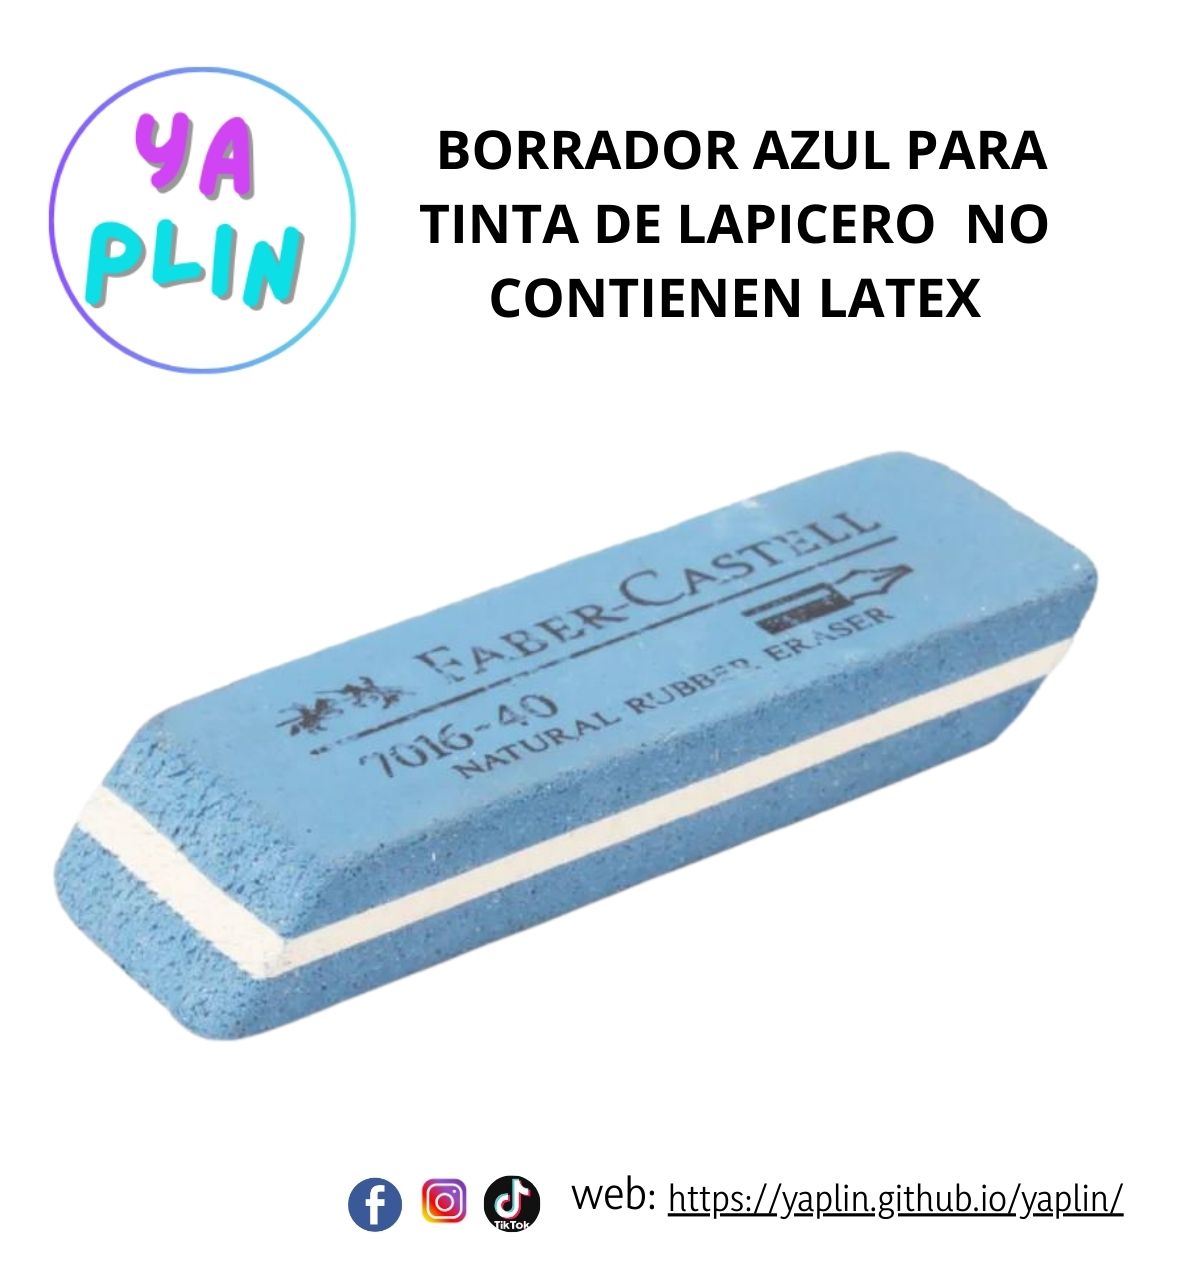 YA
PLIN
BORRADOR AZUL PARA
TINTA DE LAPICERO  NO
CONTIENEN LATEX
FABER-CASTELL
7016-40
NATURAL RUBBER ERASER
TikTok
web: https://yaplin.github.io/yaplin/